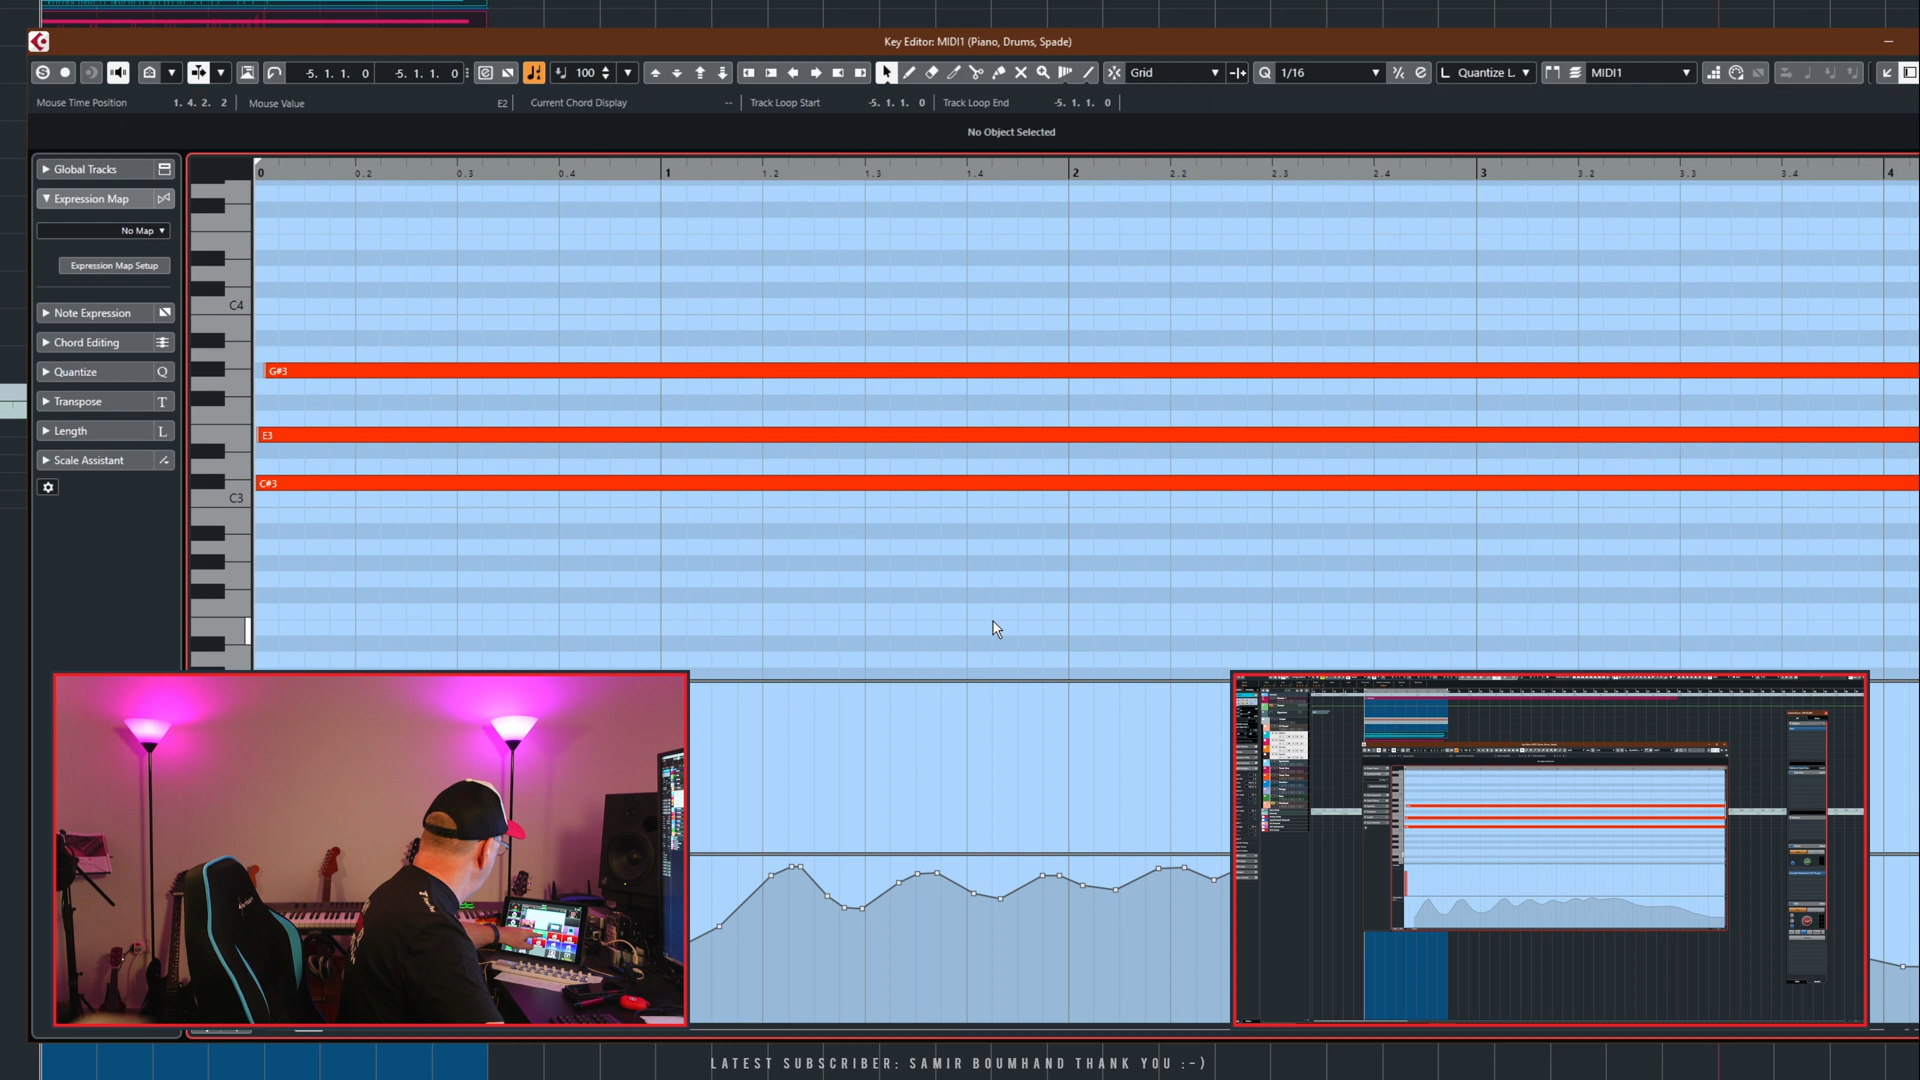 Key Editor: MIDI1 (Piano, Drums, Spade)
-5. 1. 1. 0
-5. 1. 1. 0
100
Grid
1/16
L Quantize L.
MIDI1
Mouse Time Position 1. 4. 2. 2
Mouse Value E2
Current Chord Display --
Track Loop Start -5. 1. 1. 0
Track Loop End -5. 1. 1. 0
No Object Selected
Global Tracks
Expression Map
No Map
Expression Map Setup
Note Expression
Chord Editing
Quantize Q
Transpose T
Length L
Scale Assistant
0 0.2 0.3 0.4 1 1.2 1.3 1.4 2 2.2 2.3 2.4 3 3.2 3.3 3.4 4
C4
G#3
E3
C#3
C3
LATEST SUBSCRIBER: SAMIR BOUMHAND THANK YOU :-)